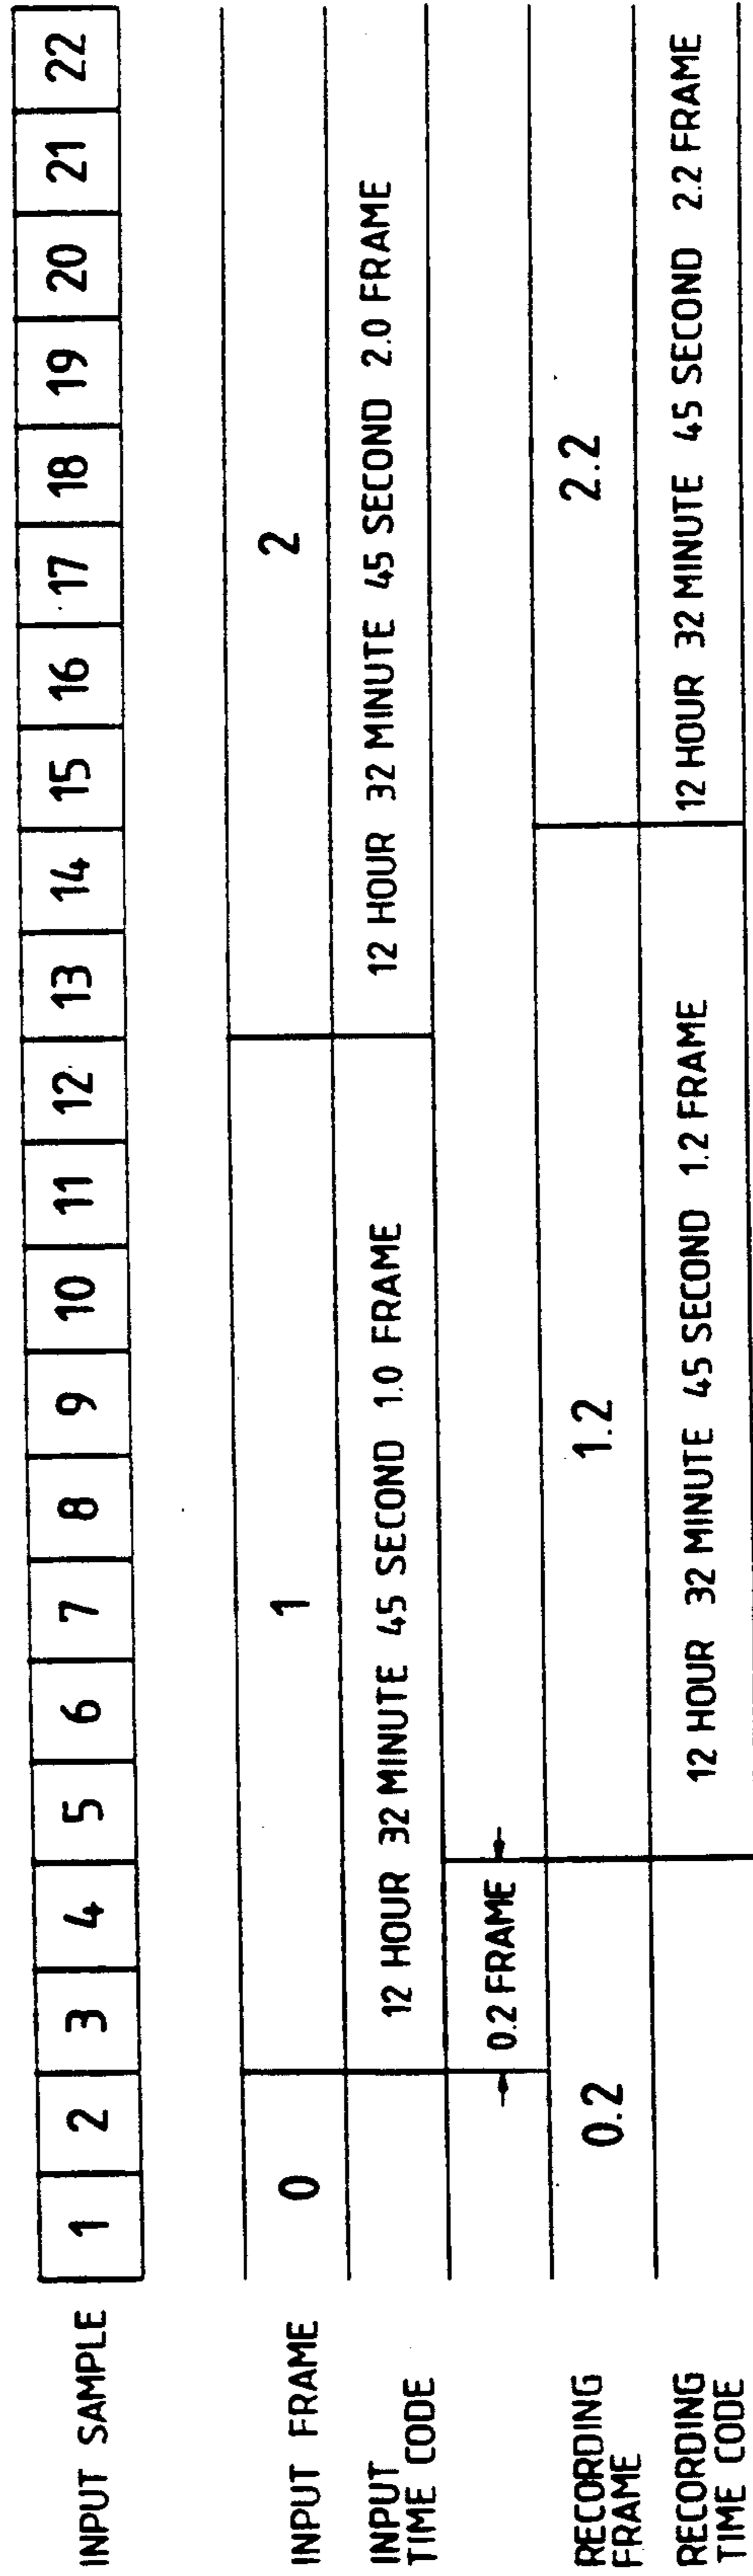 INPUT SAMPLE 1 2 3 4 5 6 7 8 9 10 11 12 13 14 15 16 17 18 19 20 21 22
INPUT FRAME 0 1 2
INPUT
TIME CODE
12 HOUR 32 MINUTE 45 SECOND 1.0 FRAME 12 HOUR 32 MINUTE 45 SECOND 2.0 FRAME
0.2 FRAME
RECORDING
FRAME
0.2 1.2 2.2
RECORDING
TIME CODE
12 HOUR 32 MINUTE 45 SECOND 1.2 FRAME 12 HOUR 32 MINUTE 45 SECOND 2.2 FRAME